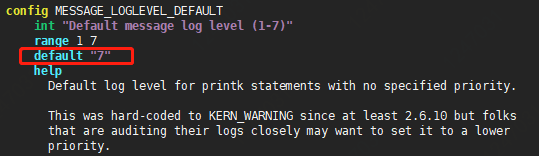 config MESSAGE_LOGLEVEL_DEFAULT
int "Default message log level (1-7)"
range 1 7
default "7"
help
Default log level for printk statements with no specified priority.
This was hard-coded to KERN_WARNING since at least 2.6.10 but folks
that are auditing their logs closely may want to set it to a lower
priority.